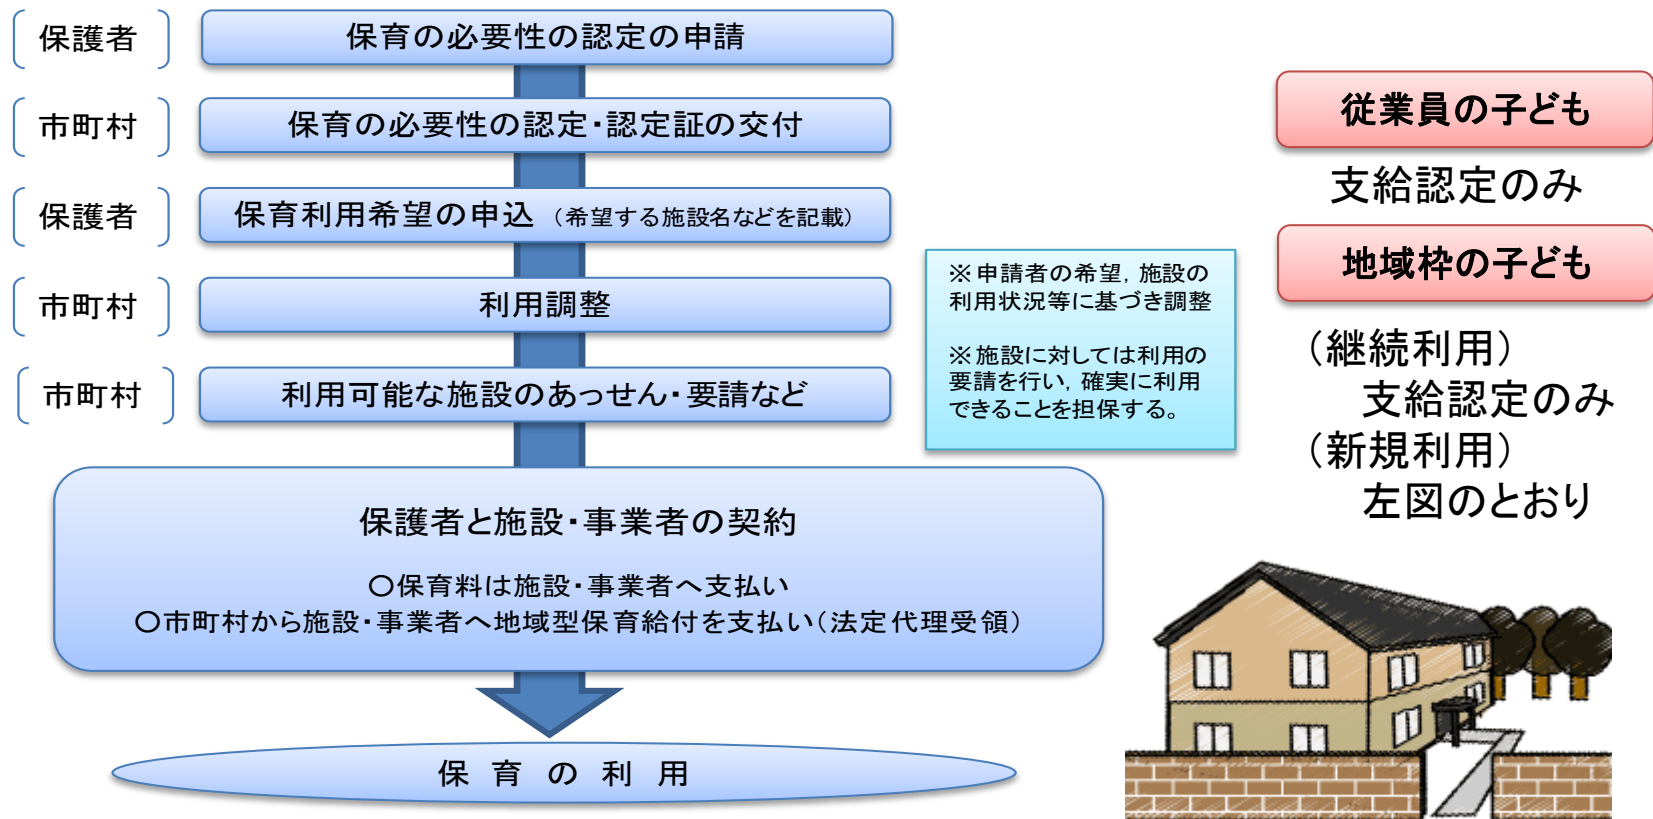 保護者
保育の必要性の認定の申請
市町村
保育の必要性の認定・認定証の交付
保護者
保育利用希望の申込（希望する施設名などを記載）
市町村
利用調整
市町村
利用可能な施設のあっせん・要請など
※申請者の希望，施設の
利用状況等に基づき調整
※施設に対しては利用の
要請を行い，確実に利用
できることを担保する。
保護者と施設・事業者の契約
○保育料は施設・事業者へ支払い
○市町村から施設・事業者へ地域型保育給付を支払い（法定代理受領）
保育の利用
従業員の子ども
支給認定のみ
地域枠の子ども
（継続利用）
支給認定のみ
（新規利用）
左図のとおり